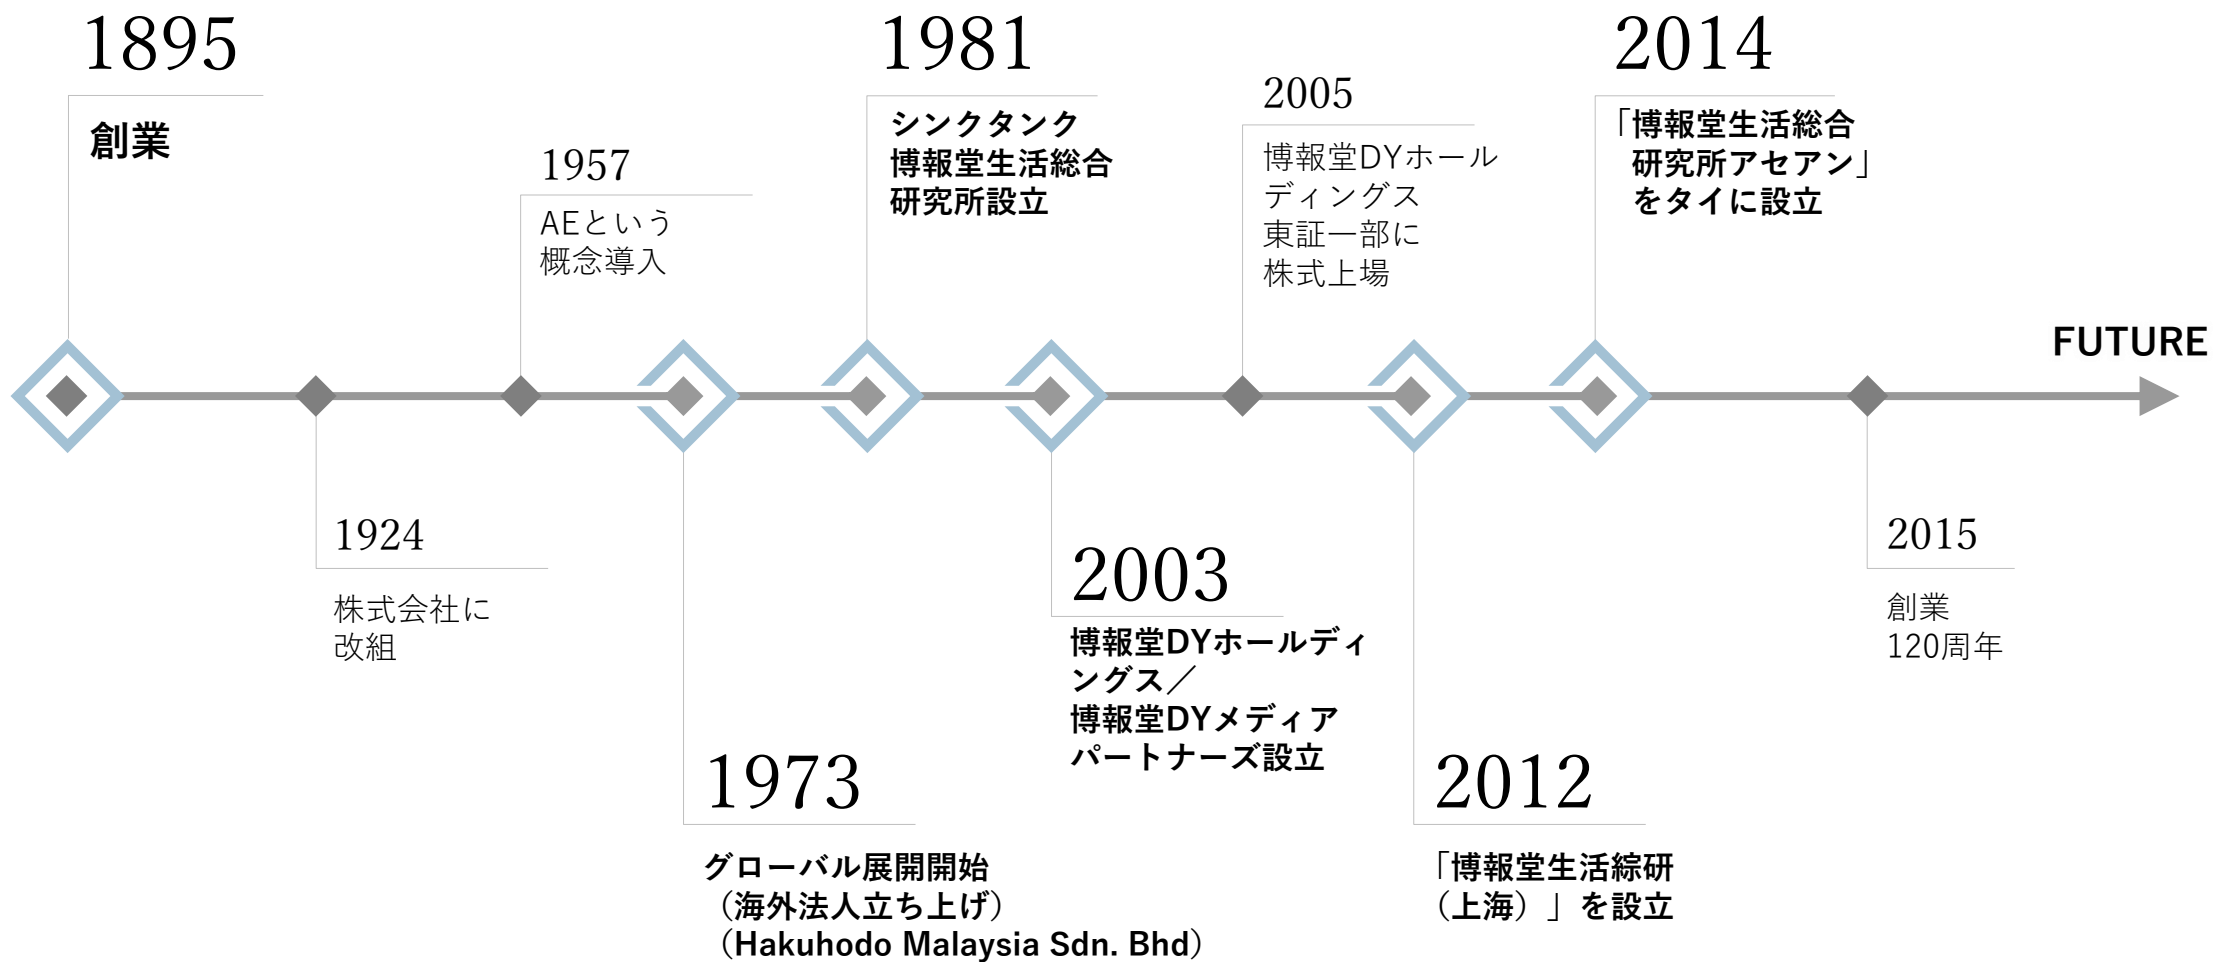 1895
創業
1924
株式会社に
改組
1957
AEという
概念導入
1973
グローバル展開開始
（海外法人立ち上げ）
（Hakuhodo Malaysia Sdn. Bhd）
1981
シンクタンク
博報堂生活総合
研究所設立
2003
博報堂DYホールディ
ングス／
博報堂DYメディア
パートナーズ設立
2005
博報堂DYホール
ディングス
東証一部に
株式上場
2012
「博報堂生活綜研
（上海）」を設立
2014
「博報堂生活総合
研究所アセアン」
をタイに設立
2015
創業
120周年
FUTURE